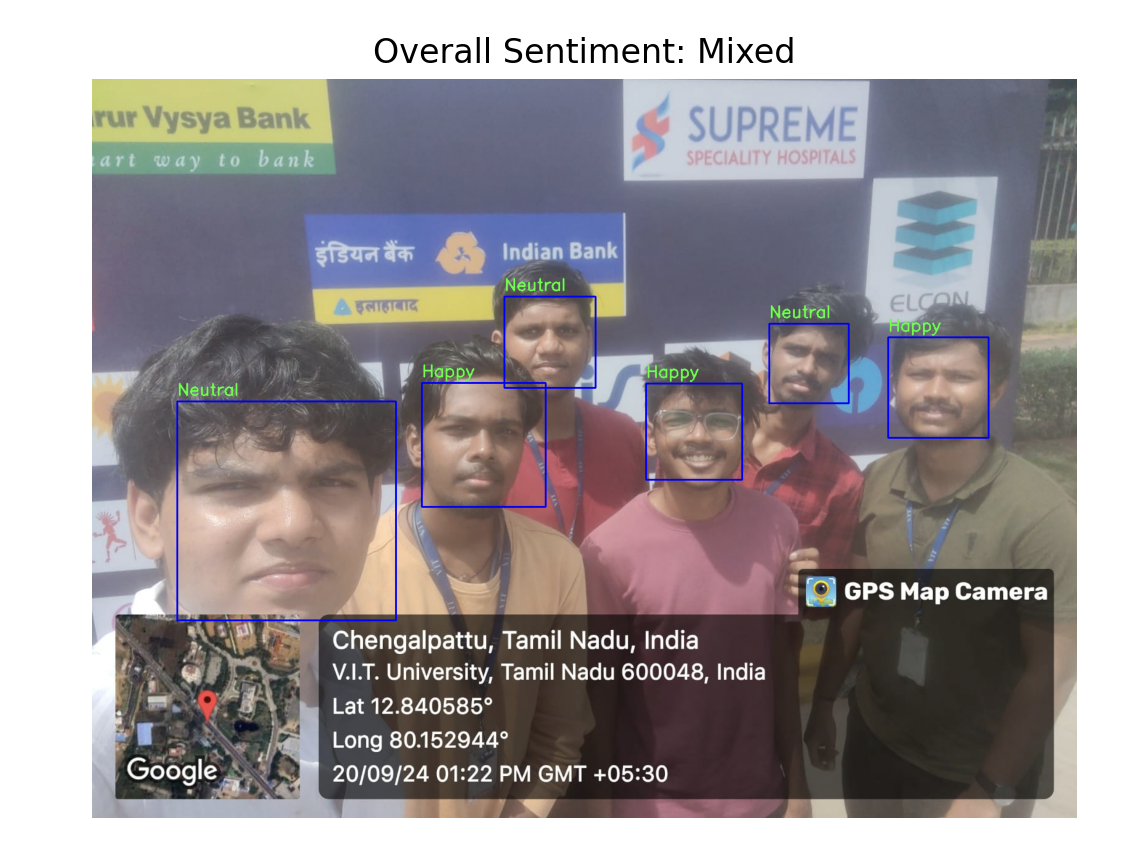 Overall Sentiment: Mixed
rur Vysya Bank
art way to bank
SUPREME
SPECIALITY HOSPITALS
इंडियन बैंक Indian Bank
इलाहाबाद
ELCON
Neutral
Neutral
Happy
Happy
Happy
Neutral
VIT
GPS Map Camera
Chengalpattu, Tamil Nadu, India
V.I.T. University, Tamil Nadu 600048, India
Lat 12.840585°
Long 80.152944°
20/09/24 01:22 PM GMT +05:30
Google